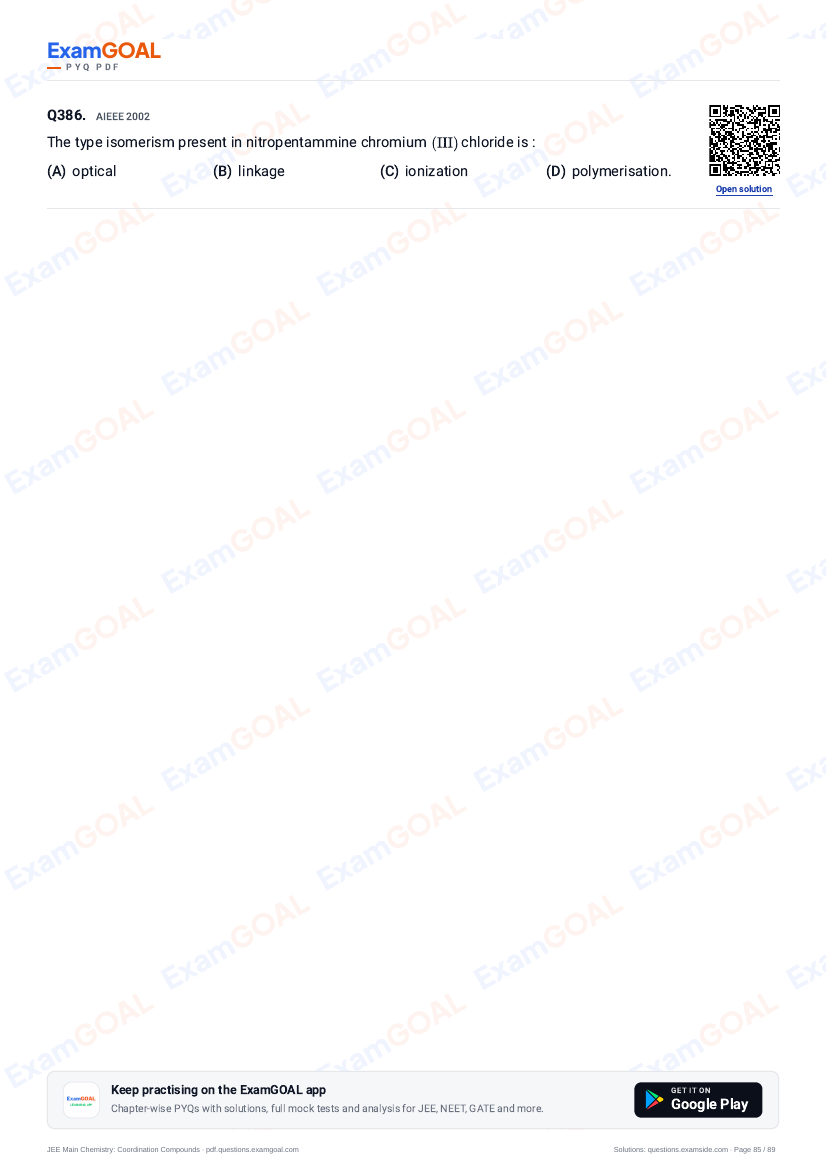 ExamGOAL
PYQ PDF
Q386. AIEEE 2002
The type isomerism present in nitropentammine chromium (III) chloride is :
(A) optical (B) linkage (C) ionization (D) polymerisation.
Open solution
Keep practising on the ExamGOAL app
Chapter-wise PYQs with solutions, full mock tests and analysis for JEE, NEET, GATE and more.
GET IT ON
Google Play
JEE Main Chemistry: Coordination Compounds · pdf.questions.examgoal.com
Solutions: questions.examside.com · Page 85 / 89